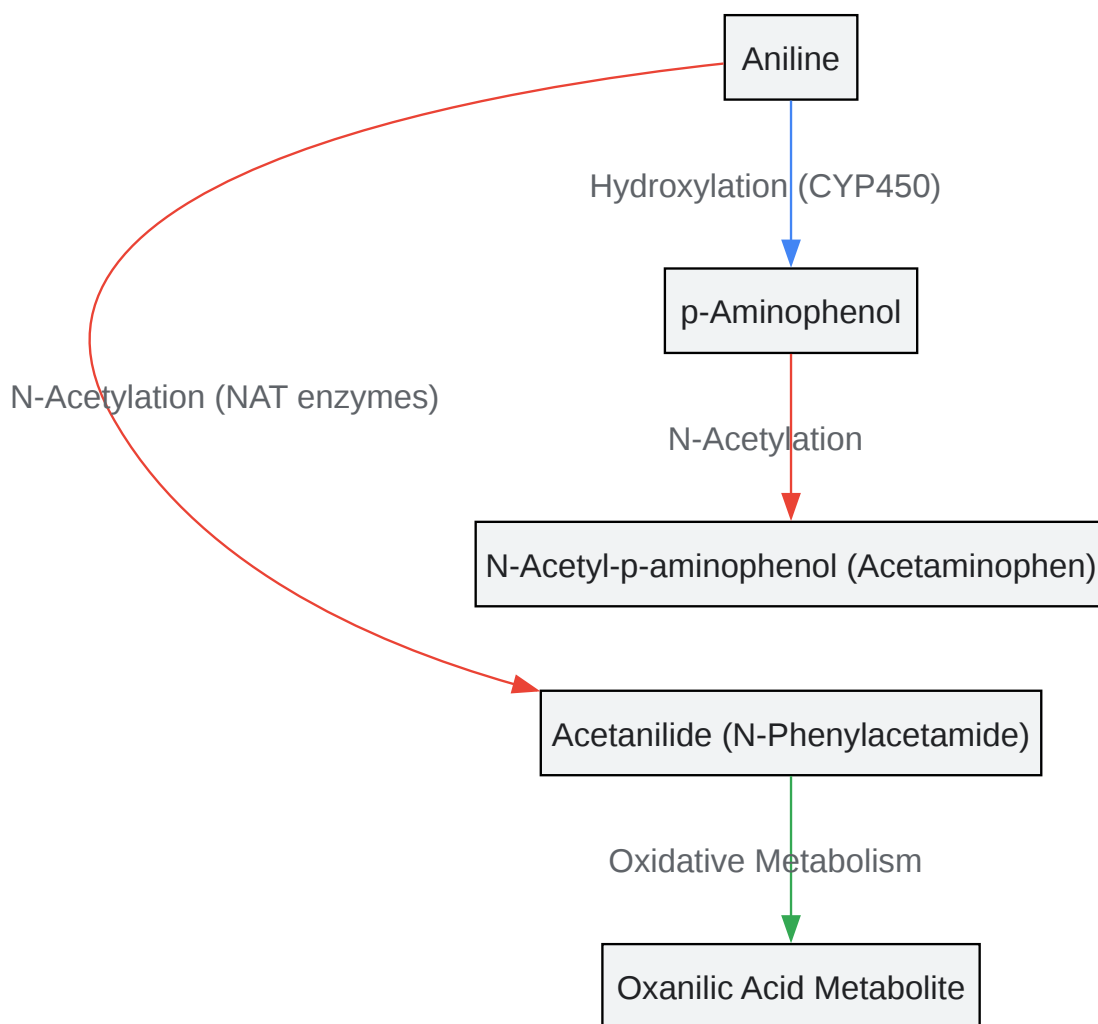 Aniline
Hydroxylation (CYP450)
p-Aminophenol
N-Acetylation (NAT enzymes)
N-Acetylation
N-Acetyl-p-aminophenol (Acetaminophen)
Acetanilide (N-Phenylacetamide)
Oxidative Metabolism
Oxanilic Acid Metabolite